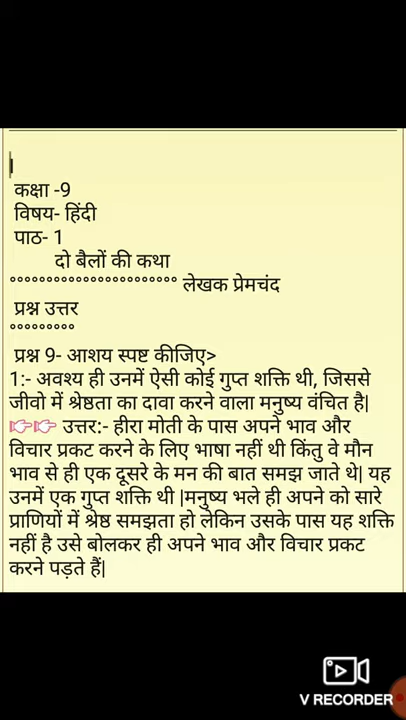 कक्षा -9
विषय- हिंदी
पाठ- 1
दो बैलों की कथा
°°°°°°°°°°°°°°°°°°°°°°° लेखक प्रेमचंद
प्रश्न उत्तर
°°°°°°°°°
प्रश्न 9- आशय स्पष्ट कीजिए>
1:- अवश्य ही उनमें ऐसी कोई गुप्त शक्ति थी, जिससे
जीवो में श्रेष्ठता का दावा करने वाला मनुष्य वंचित है|
👉👉 उत्तर:- हीरा मोती के पास अपने भाव और
विचार प्रकट करने के लिए भाषा नहीं थी किंतु वे मौन
भाव से ही एक दूसरे के मन की बात समझ जाते थे| यह
उनमें एक गुप्त शक्ति थी |मनुष्य भले ही अपने को सारे
प्राणियों में श्रेष्ठ समझता हो लेकिन उसके पास यह शक्ति
नहीं है उसे बोलकर ही अपने भाव और विचार प्रकट
करने पड़ते हैं|
V RECORDER